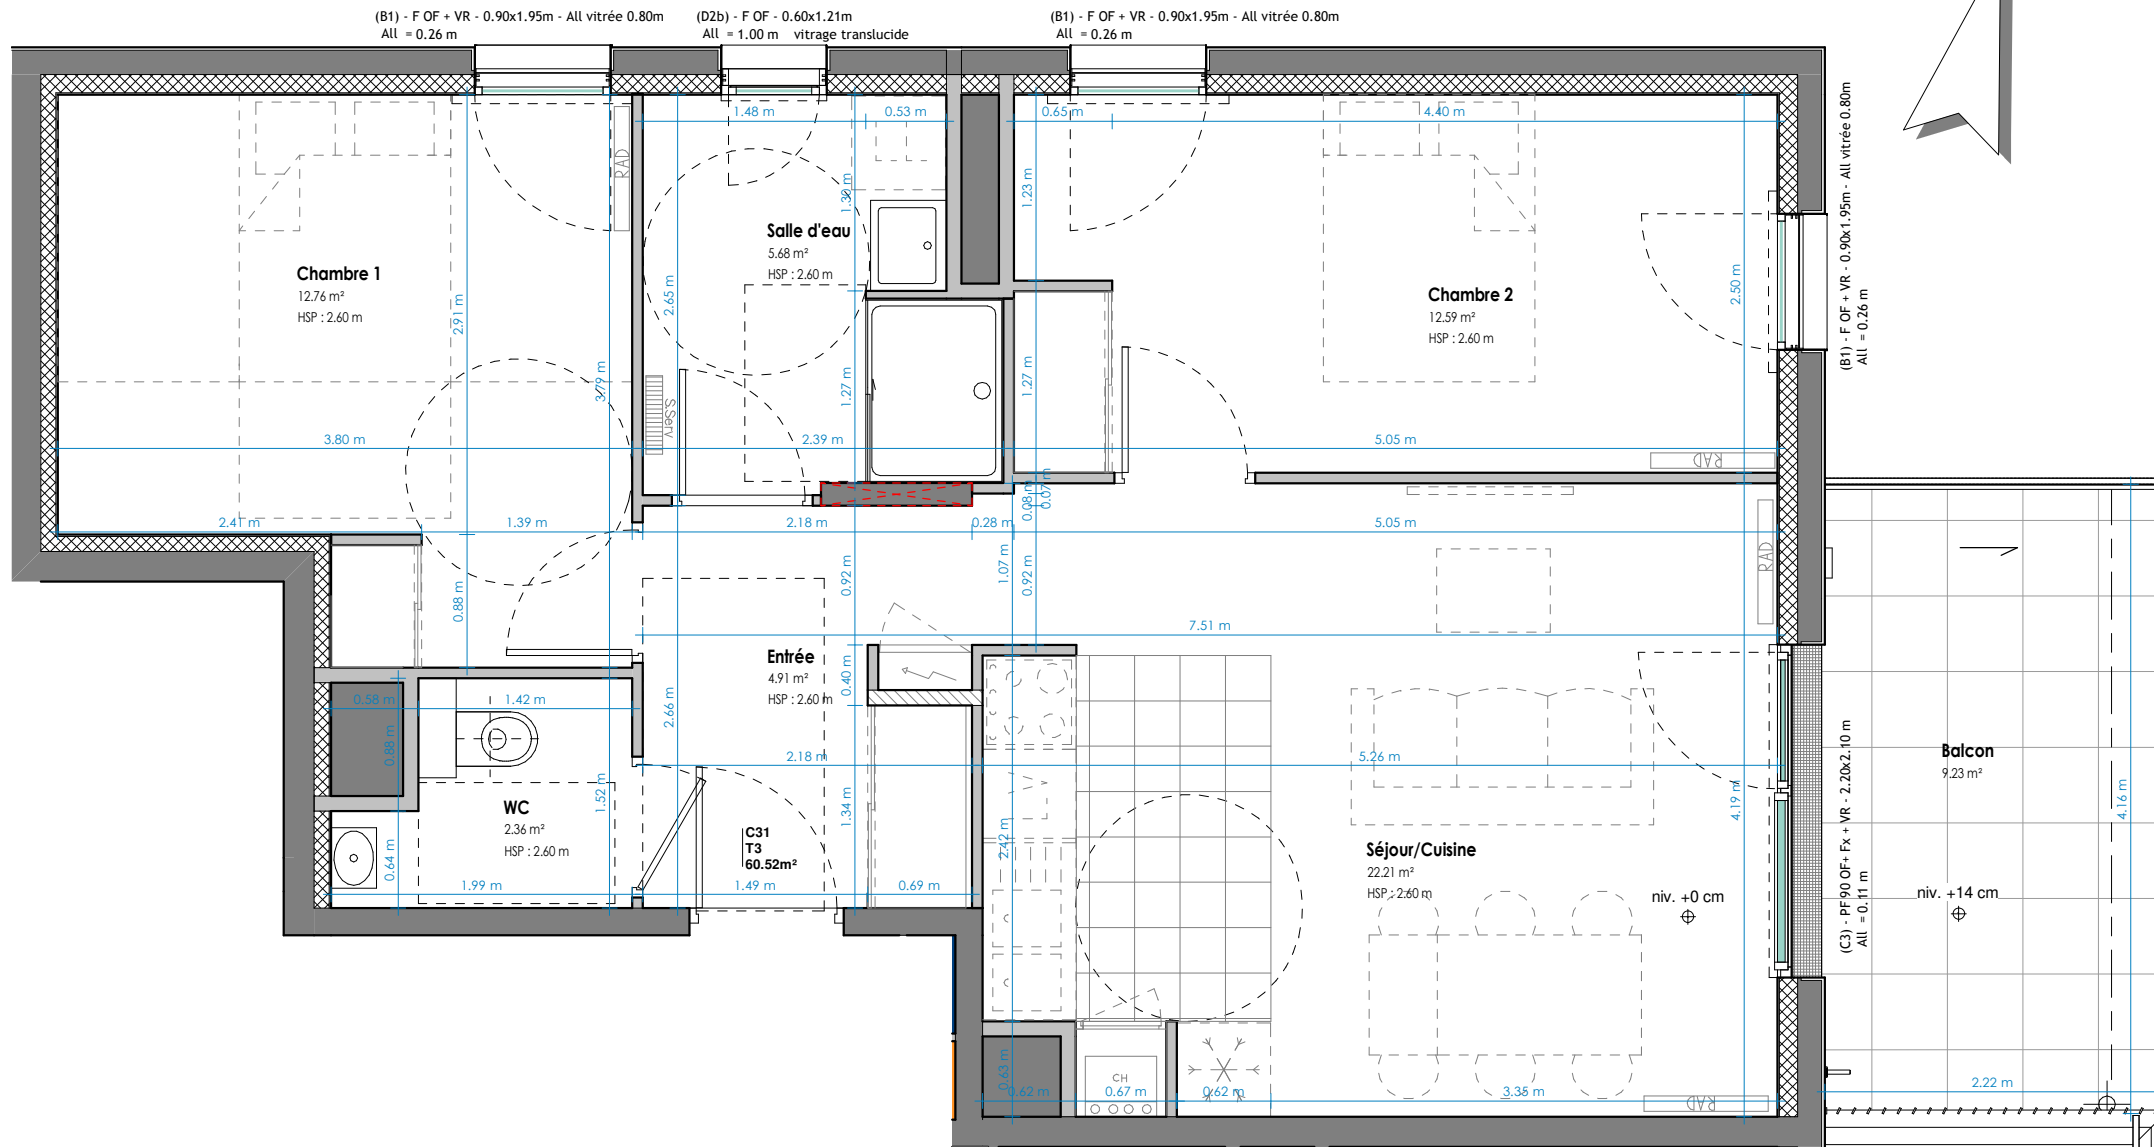 (B1) - F OF + VR - 0.90x1.95m - All vitrée 0.80m
All = 0.26 m
(D2b) - F OF - 0.60x1.21m
All = 1.00 m vitrage translucide
(B1) - F OF + VR - 0.90x1.95m - All vitrée 0.80m
All = 0.26 m
1.48 m
0.53 m
0.65 m
4.40 m
RAD
1.30 m
1.23 m
(B1) - F OF + VR - 0.90x1.95m - All vitrée 0.80m
All = 0.26 m
Chambre 1
12.76 m²
HSP : 2.60 m
2.91 m
3.79 m
2.65 m
Salle d'eau
5.68 m²
HSP : 2.60 m
Chambre 2
12.59 m²
HSP : 2.60 m
2.50 m
1.27 m
1.27 m
S.Serv
3.80 m
2.39 m
5.05 m
RAD
0.08 m
0.07 m
2.41 m
1.39 m
2.18 m
0.28 m
5.05 m
RAD
0.88 m
0.92 m
1.07 m
0.92 m
7.51 m
Entrée
4.91 m²
HSP : 2.60 m
0.40 m
0.58 m
1.42 m
0.88 m
2.66 m
2.18 m
5.26 m
Balcon
9.23 m²
WC
2.36 m²
HSP : 2.60 m
1.52 m
1.34 m
C31
T3
60.52m²
2.42 m
4.19 m
4.16 m
(C3) - PF 90 OF+ Fx + VR - 2.20x2.10 m
All = 0.11 m
Séjour/Cuisine
22.21 m²
HSP : 2.60 m
0.64 m
1.99 m
1.49 m
0.69 m
niv. +0 cm
niv. +14 cm
0.63 m
CH
0.62 m
0.67 m
0.62 m
3.35 m
RAD
2.22 m